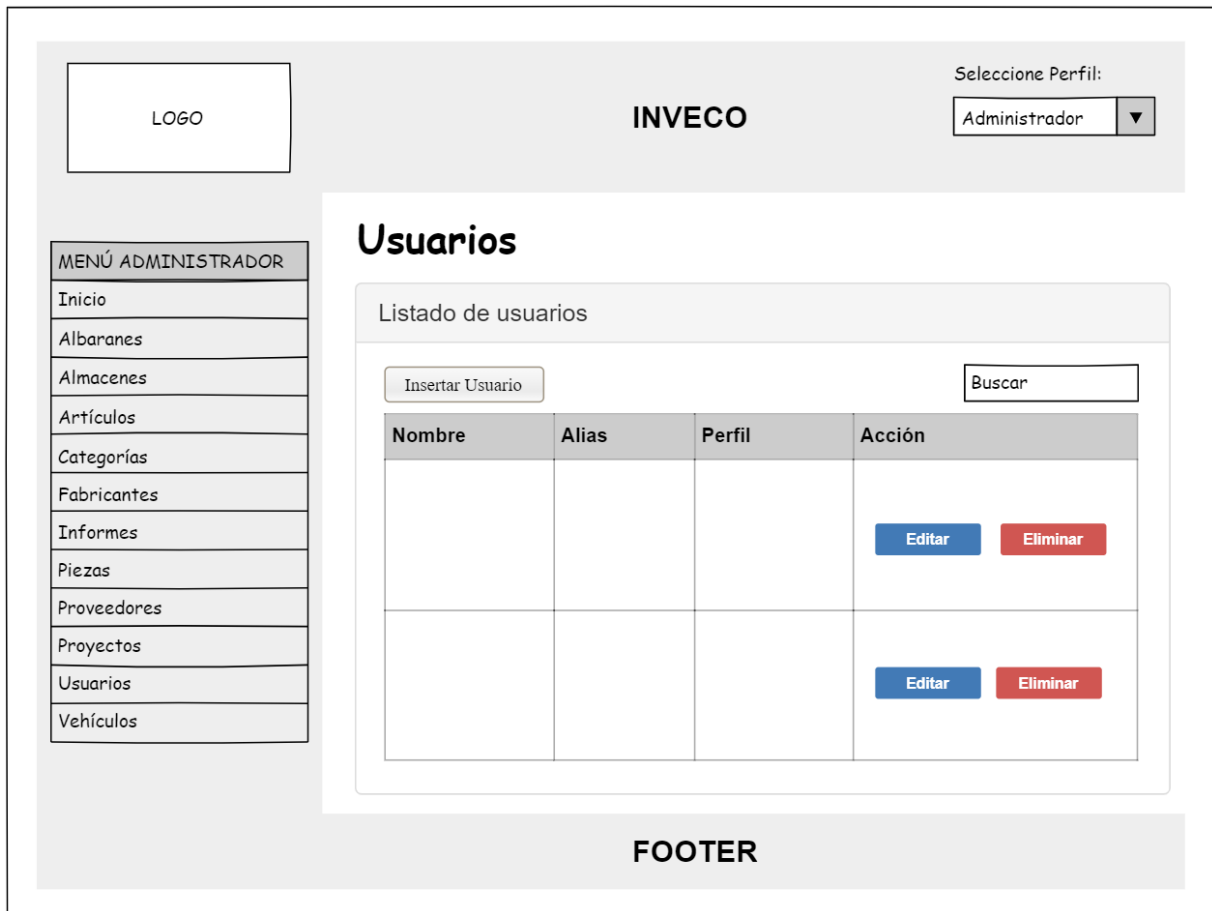 LOGO
INVECO
Seleccione Perfil:
Administrador
MENÚ ADMINISTRADOR
Inicio
Albaranes
Almacenes
Artículos
Categorías
Fabricantes
Informes
Piezas
Proveedores
Proyectos
Usuarios
Vehículos
Usuarios
Listado de usuarios
Insertar Usuario
Buscar
Nombre Alias Perfil Acción
Editar Eliminar
Editar Eliminar
FOOTER